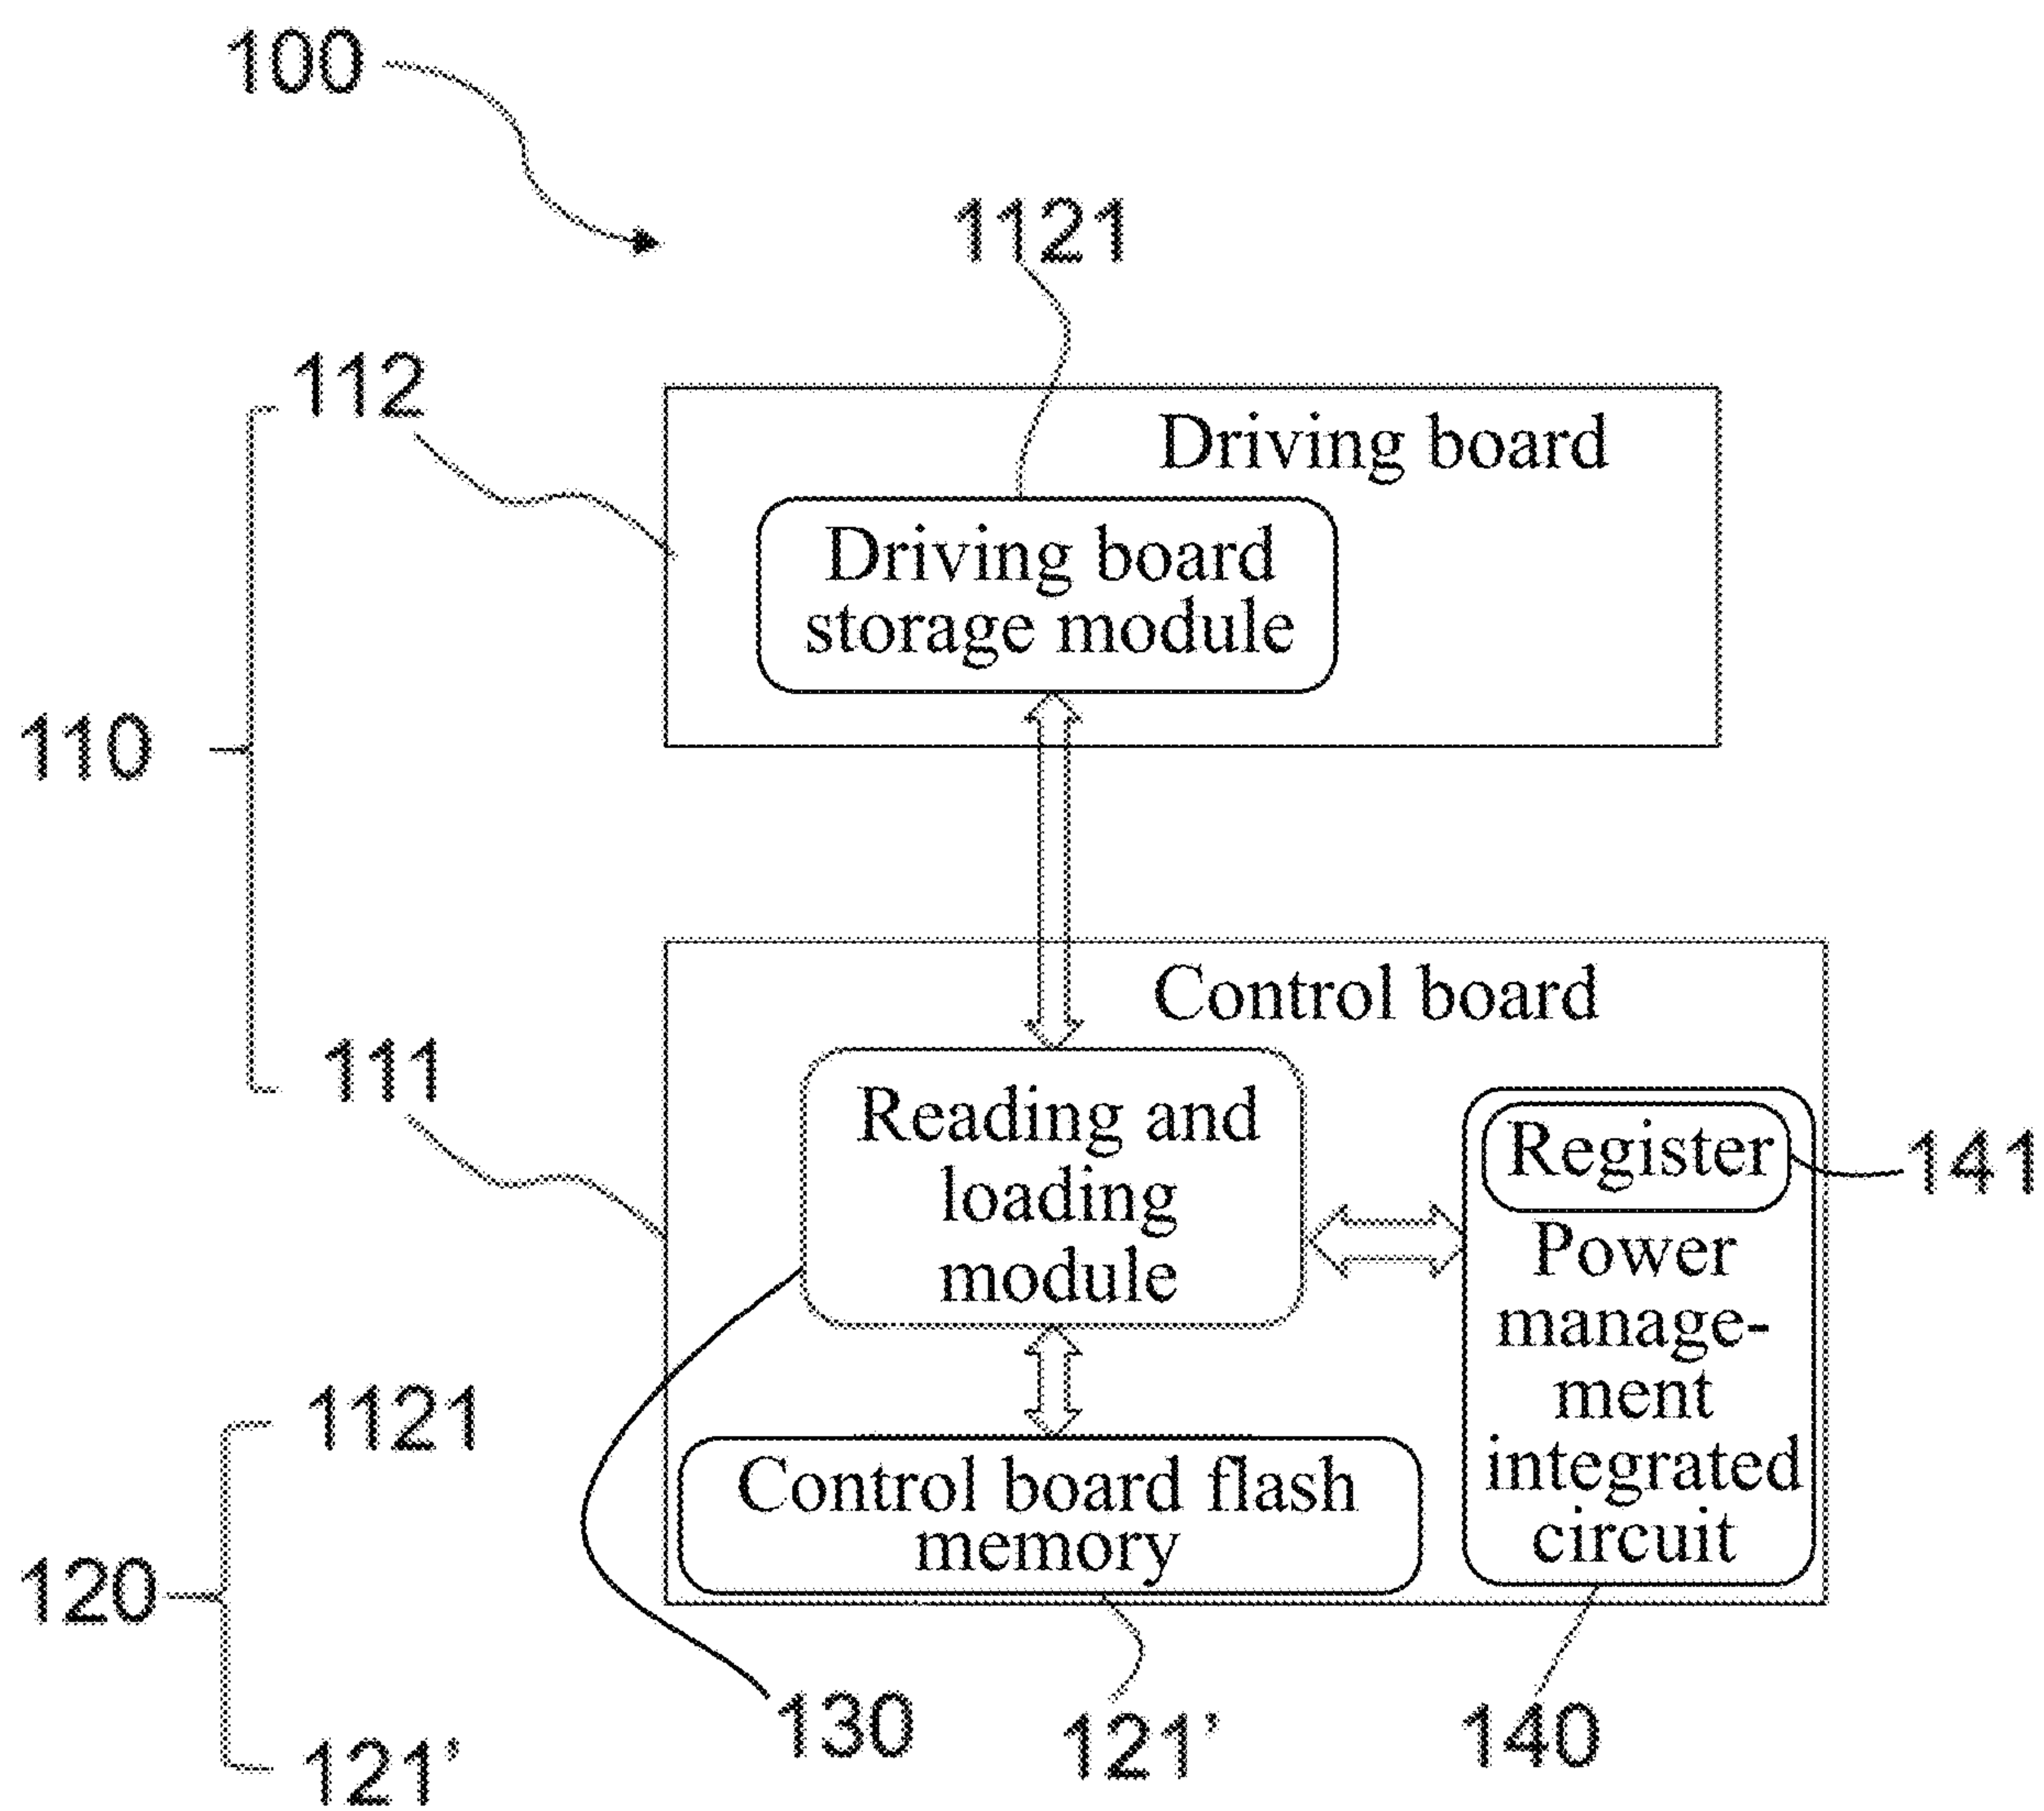 100
1121
112
Driving board
Driving board
storage module
110
Control board
111
Reading and
loading
module
Register
141
Power
manage-
ment
integrated
circuit
1121
Control board flash
memory
120
130
121’
140
121’